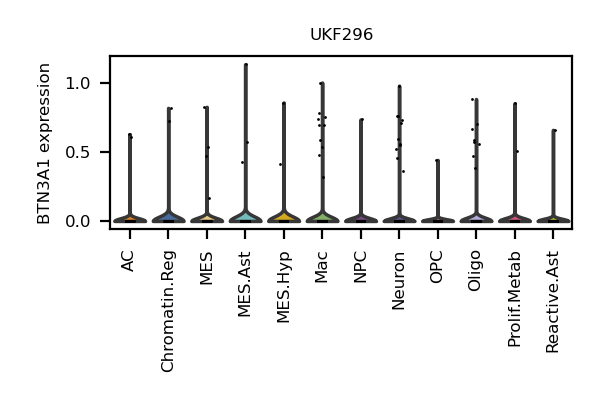 UKF296
BTN3A1 expression
1.0
0.5
0.0
AC
Chromatin.Reg
MES
MES.Ast
MES.Hyp
Mac
NPC
Neuron
OPC
Oligo
Prolif.Metab
Reactive.Ast